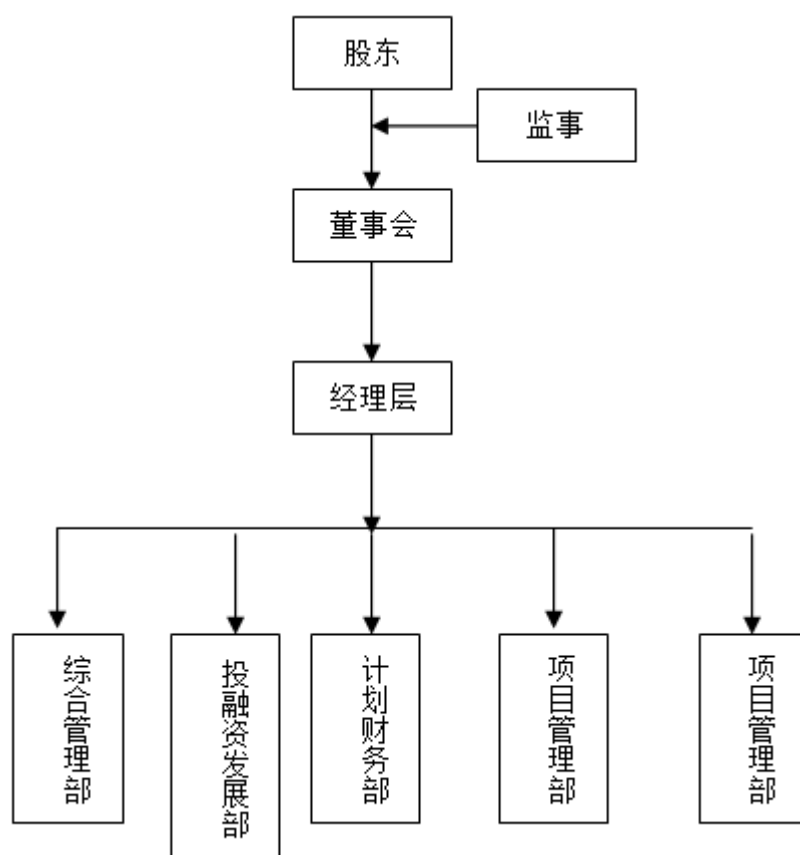 股东
监事
董事会
经理层
综合管理部
投融资发展部
计划财务部
项目管理部
项目管理部